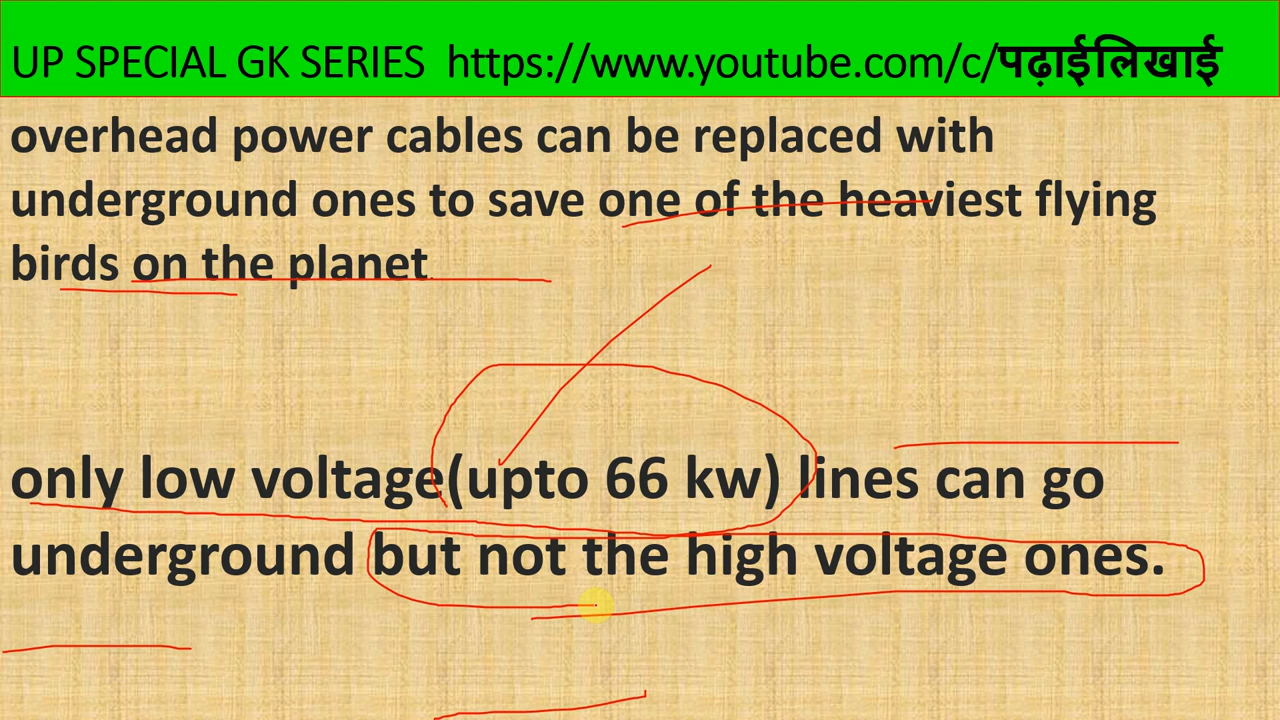 UP SPECIAL GK SERIES https://www.youtube.com/c/पढ़ाईलिखाई
overhead power cables can be replaced with
underground ones to save one of the heaviest flying
birds on the planet
only low voltage(upto 66 kw) lines can go
underground but not the high voltage ones.